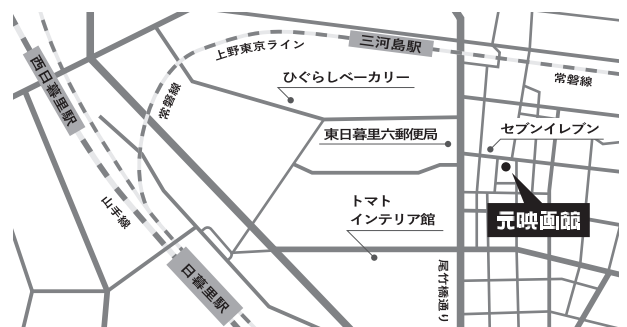 三河島駅
上野東京ライン
西日暮里駅
ひぐらしベーカリー
常磐線
常磐線
セブンイレブン
東日暮里六郵便局
トマト
インテリア館
山手線
元映画館
尾竹橋通り
日暮里駅